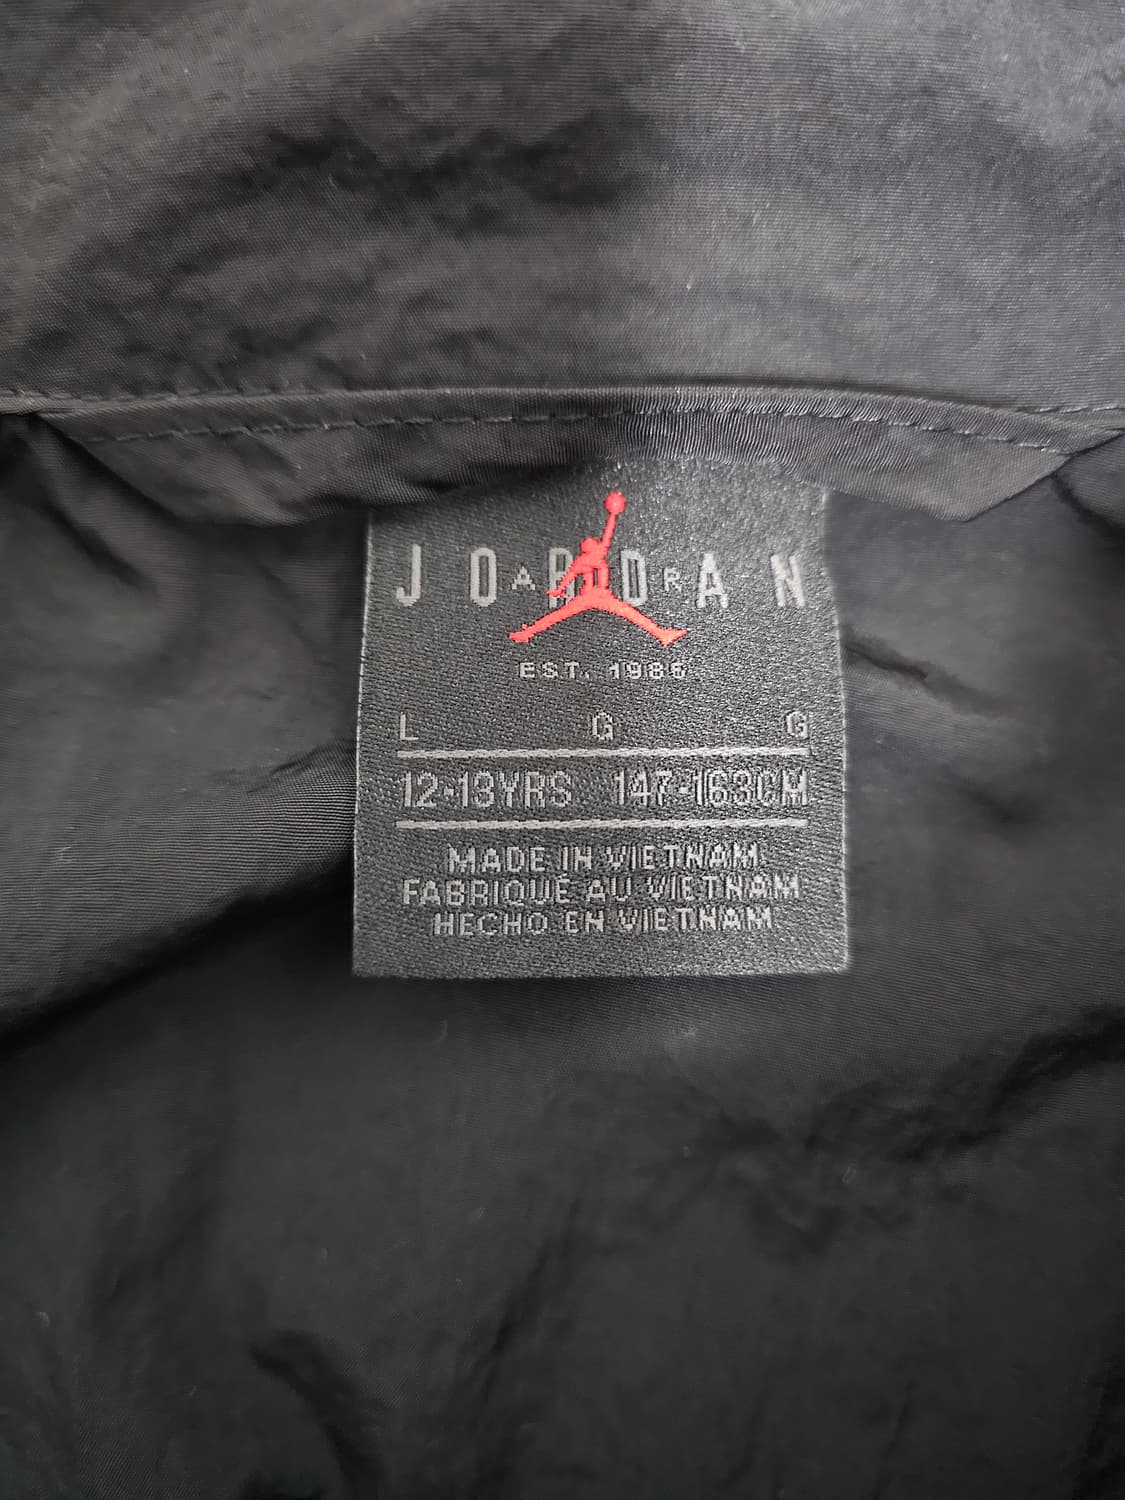 JORDAN
AIR
EST. 1985
L G G
12-13YRS 147-163CM
MADE IN VIETNAM
FABRIQUÉ AU VIETNAM
HECHO EN VIETNAM